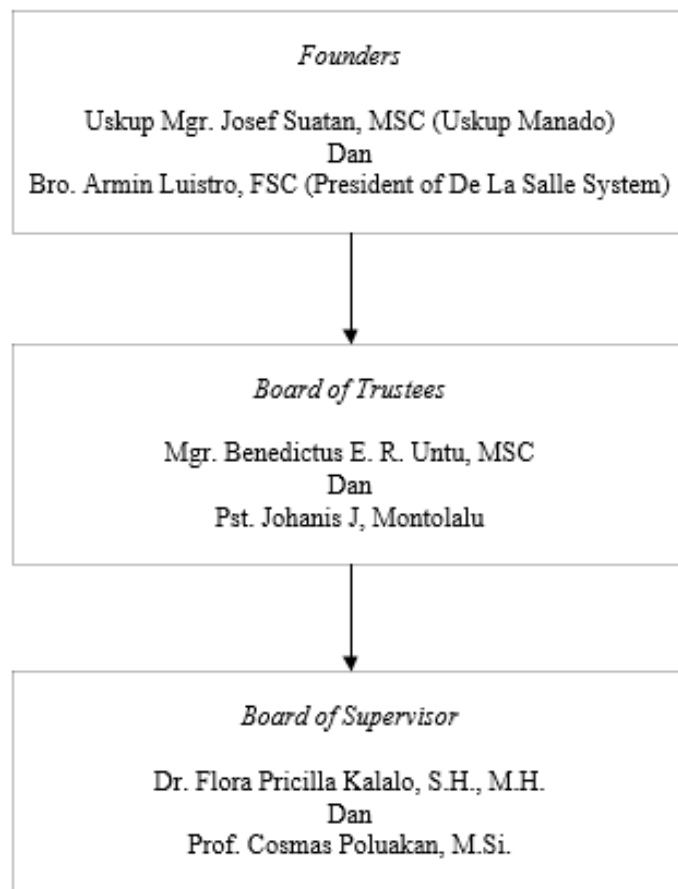 Founders
Uskup Mgr. Josef Suatan, MSC (Uskup Manado)
Dan
Bro. Armin Luistro, FSC (President of De La Salle System)
Board of Trustees
Mgr. Benedictus E. R. Untu, MSC
Dan
Pst. Johanis J, Montolalu
Board of Supervisor
Dr. Flora Pricilla Kalalo, S.H., M.H.
Dan
Prof. Cosmas Poluakan, M.Si.